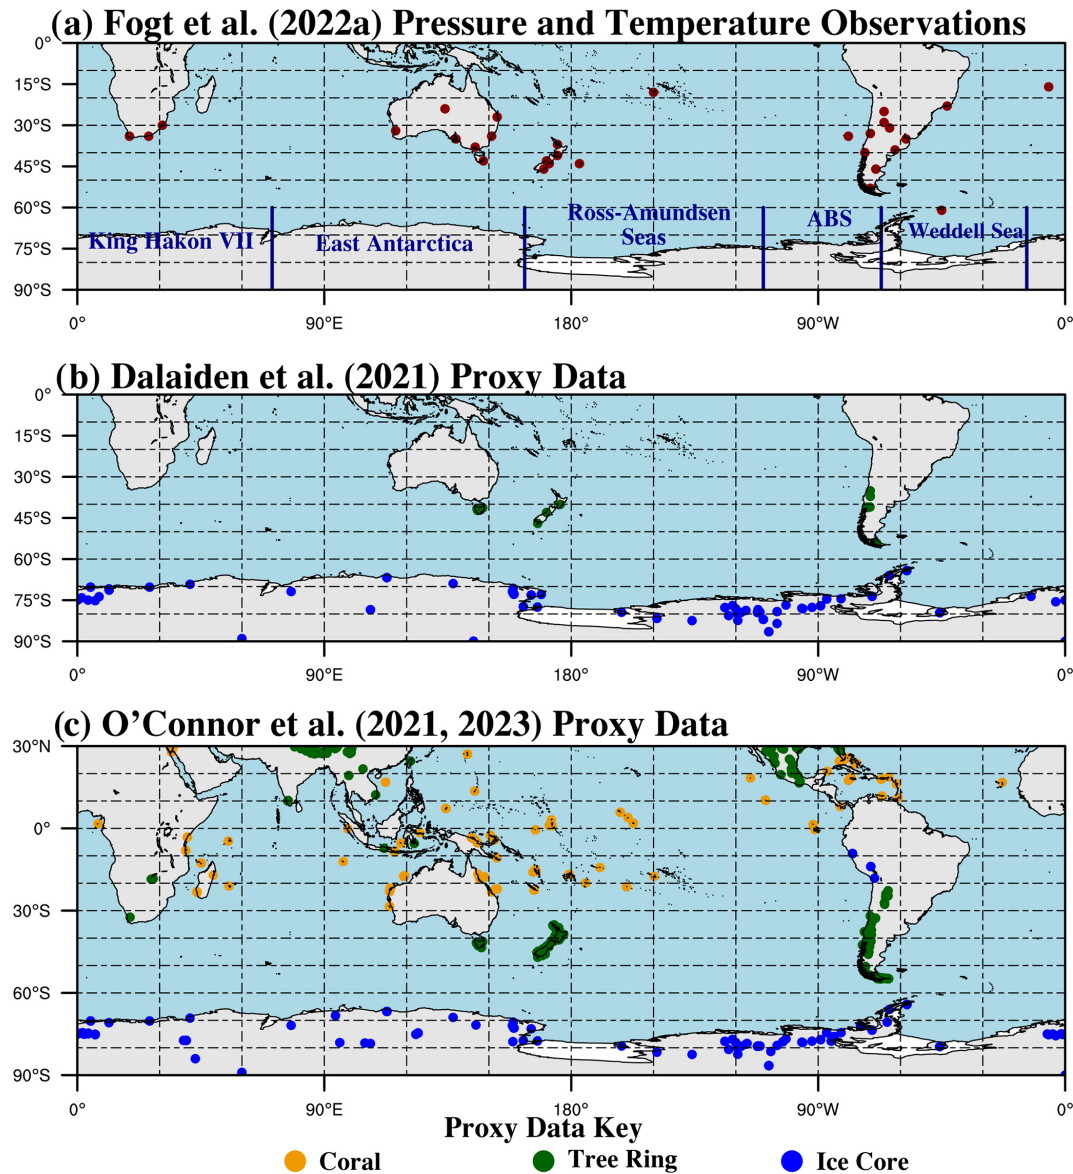 (a) Fogt et al. (2022a) Pressure and Temperature Observations
0°
15°S
30°S
45°S
60°S
75°S
90°S
King Hakon VII
East Antarctica
Ross-Amundsen
Seas
ABS
Weddell Sea
0° 90°E 180° 90°W 0°
(b) Dalaiden et al. (2021) Proxy Data
0°
15°S
30°S
45°S
60°S
75°S
90°S
0° 90°E 180° 90°W 0°
(c) O’Connor et al. (2021, 2023) Proxy Data
30°N
0°
30°S
60°S
90°S
0° 90°E 180° 90°W 0°
Proxy Data Key
Coral Tree Ring Ice Core